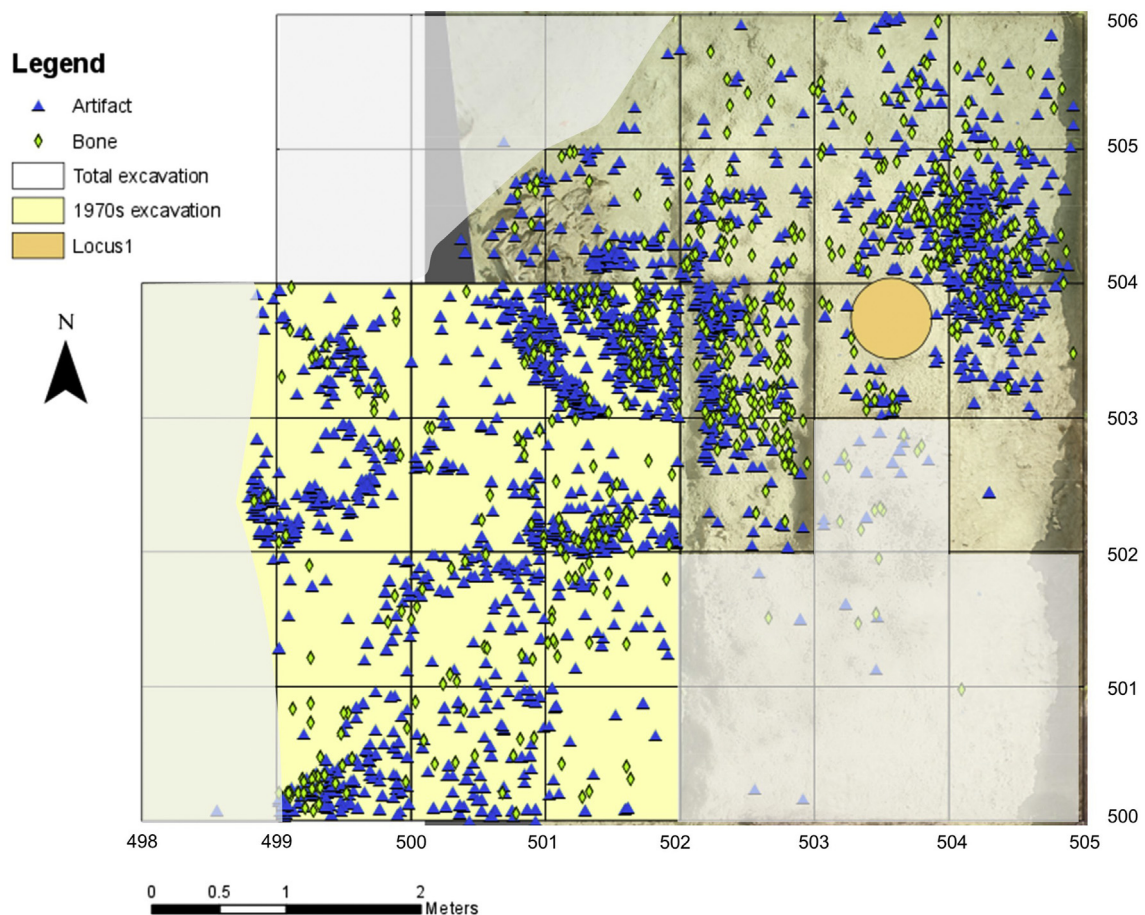 Legend
Artifact
Bone
Total excavation
1970s excavation
Locus1
N
506
505
504
503
502
501
500
498 499 500 501 502 503 504 505
0 0.5 1 2
Meters